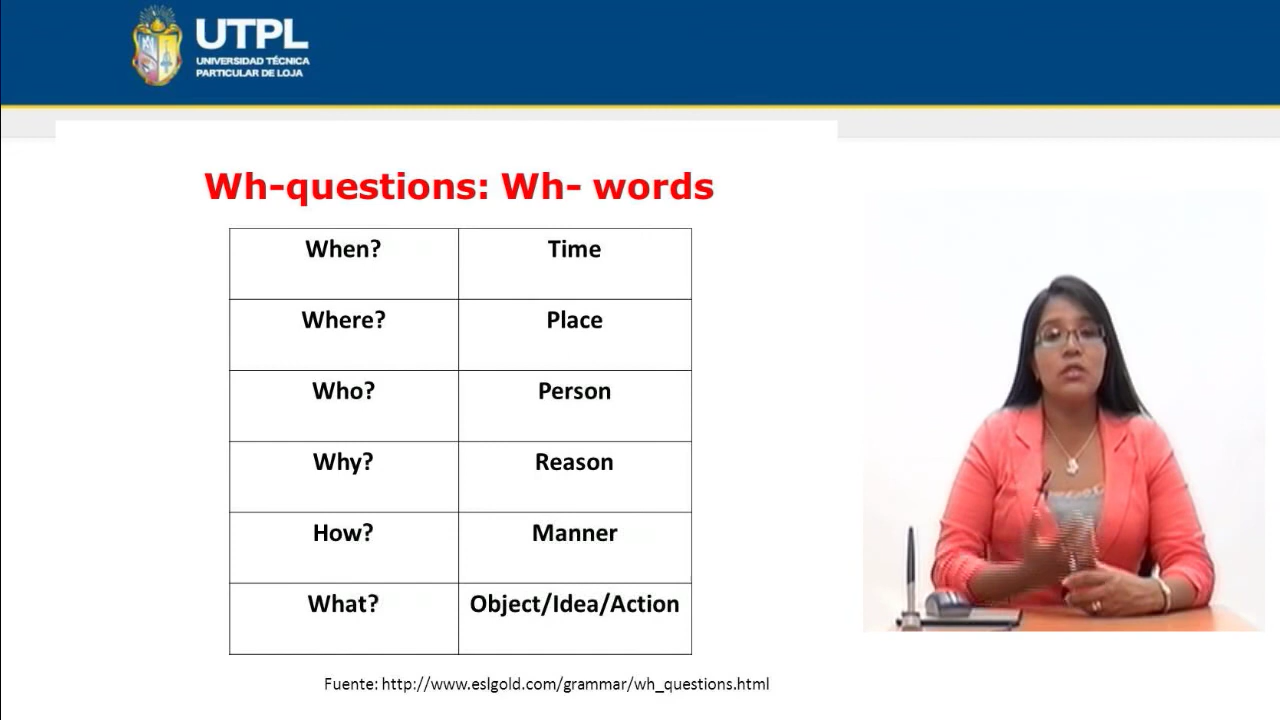 UTPL
UNIVERSIDAD TÉCNICA
PARTICULAR DE LOJA
Wh-questions: Wh- words
When? Time
Where? Place
Who? Person
Why? Reason
How? Manner
What? Object/Idea/Action
Fuente: http://www.eslgold.com/grammar/wh_questions.html